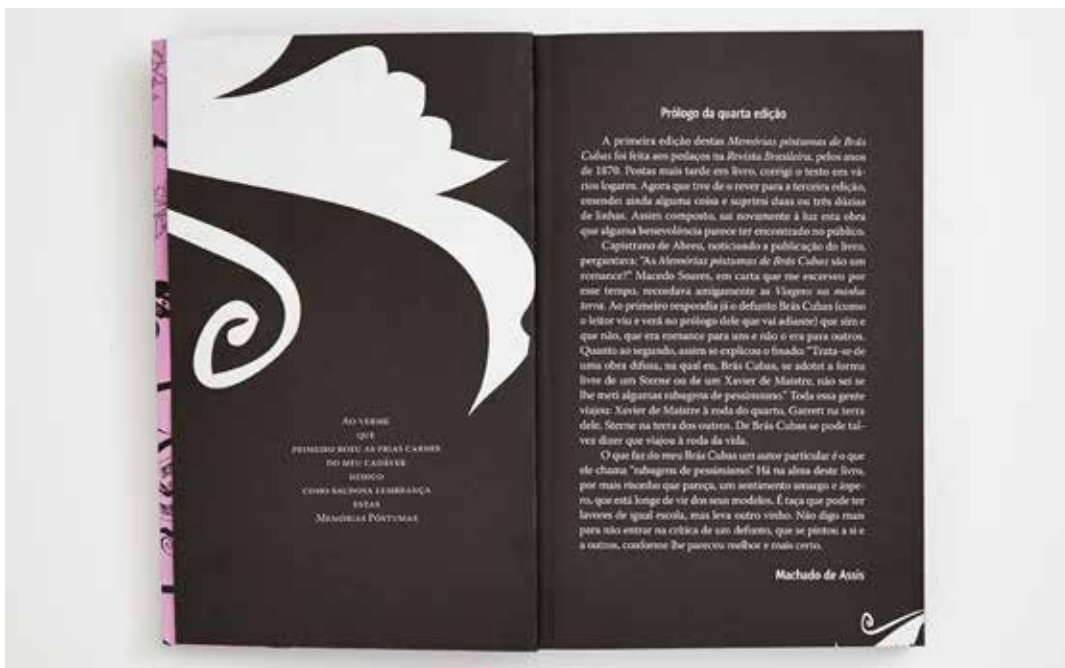 AO VERME
QUE
PRIMEIRO ROEU AS FRIAS CARNES
DO MEU CADÁVER
DEDICO
COMO SAUDOSA LEMBRANÇA
ESTAS
MEMÓRIAS PÓSTUMAS
Prólogo da quarta edição
A primeira edição destas Memórias póstumas de Brás
Cubas foi feita aos pedaços na Revista Brasileira, pelos anos
de 1870. Postas mais tarde em livro, corrigi o texto em vá-
rios lugares. Agora que tive de o rever para a terceira edição,
emendei ainda alguma coisa e suprimi duas ou três dúzias
de linhas. Assim composto, sai novamente à luz esta obra
que alguma benevolência parece ter encontrado no público.
Capistrano de Abreu, noticiando a publicação do livro,
perguntava: "As Memórias póstumas de Brás Cubas são um
romance?" Macedo Soares, em carta que me escreveu por
esse tempo, recordava amigamente as Viagens na minha
terra. Ao primeiro respondia já o defunto Brás Cubas (como
o leitor viu e verá no prólogo dele que vai adiante) que sim e
que não, que era romance para uns e não o era para outros.
Quanto ao segundo, assim se explicou o finado: "Trata-se de
uma obra difusa, na qual eu, Brás Cubas, se adotei a forma
livre de um Sterne ou de um Xavier de Maistre, não sei se
lhe meti algumas rabugens de pessimismo." Toda essa gente
viajou: Xavier de Maistre à roda do quarto, Garrett na terra
dele, Sterne na terra dos outros. De Brás Cubas se pode tal-
vez dizer que viajou à roda da vida.
O que faz do meu Brás Cubas um autor particular é o que
ele chama "rabugens de pessimismo." Há na alma deste livro,
por mais risonho que pareça, um sentimento amargo e áspe-
ro, que está longe de vir dos seus modelos. É taça que pode ter
lavores de igual escola, mas leva outro vinho. Não digo mais
para não entrar na crítica de um defunto, que se pintou a si e
a outros, conforme lhe pareceu melhor e mais certo.
Machado de Assis